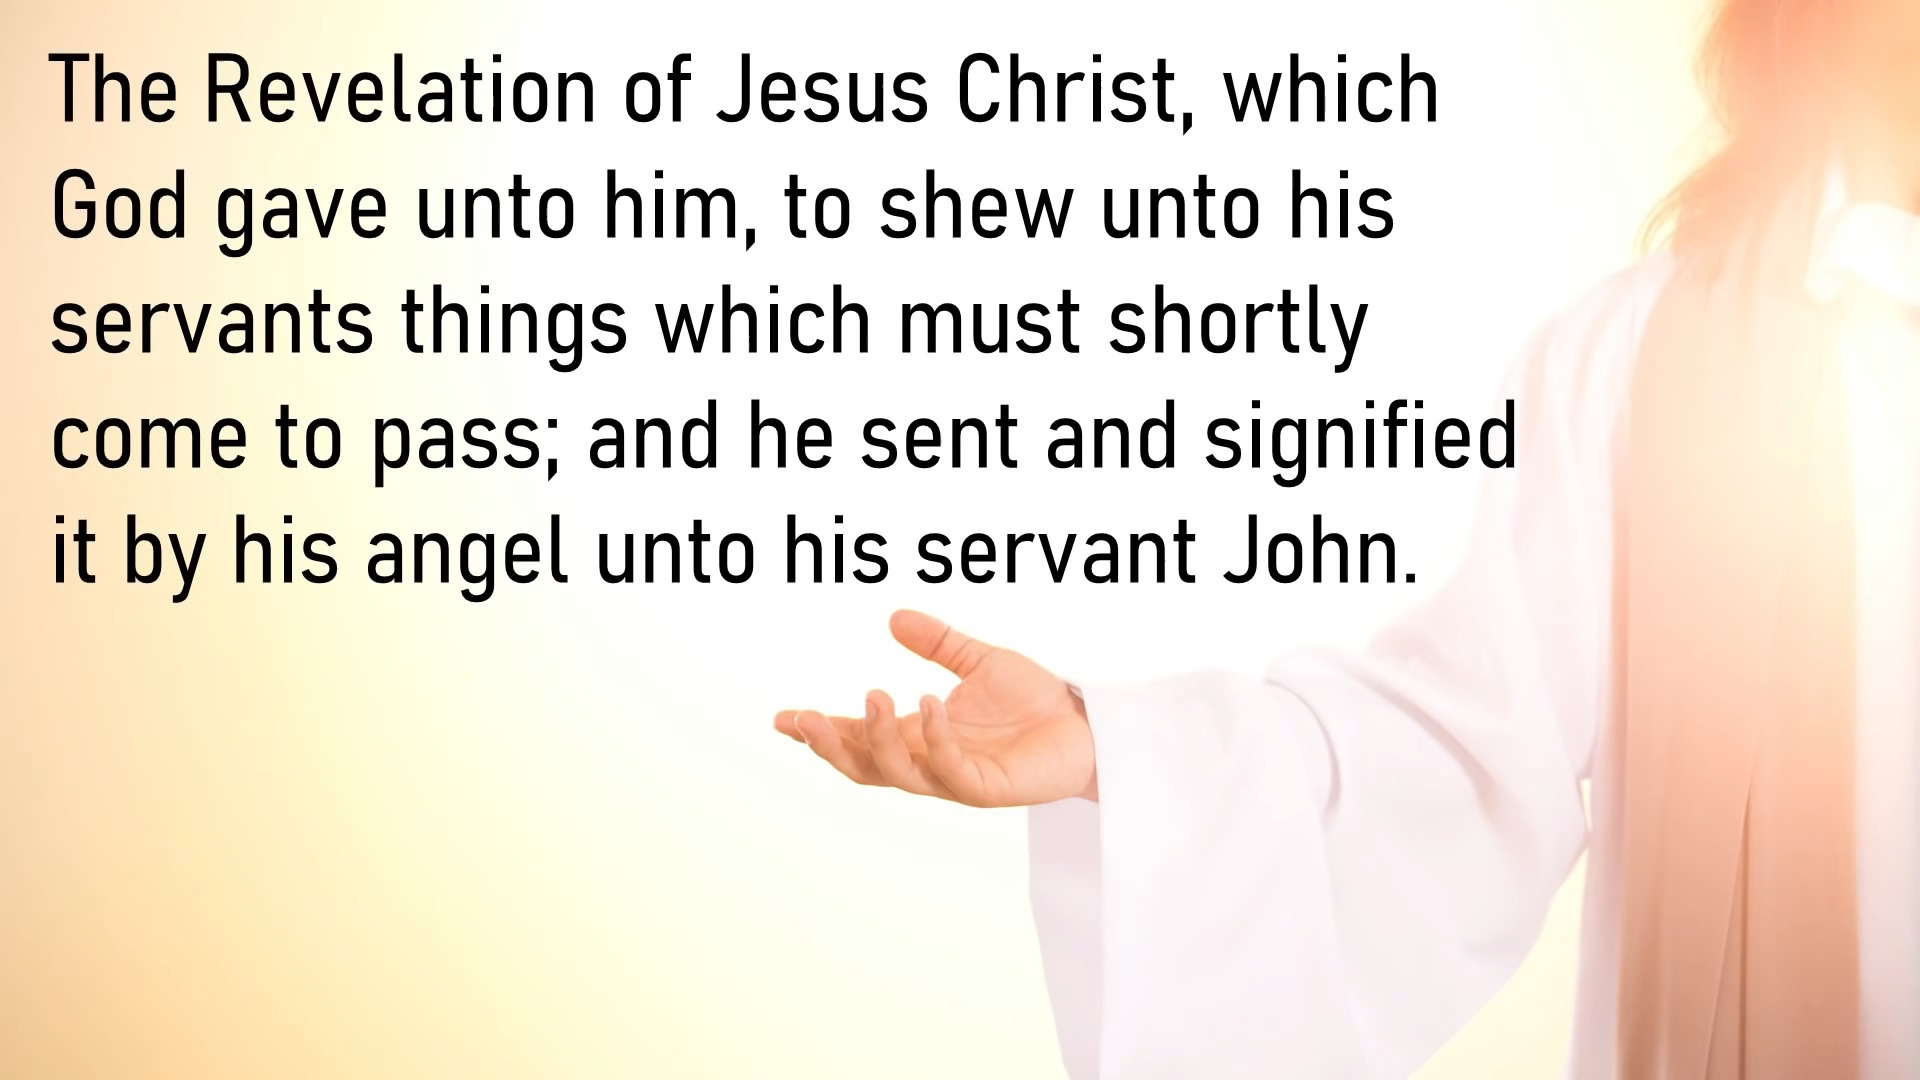 The Revelation of Jesus Christ, which
God gave unto him, to shew unto his
servants things which must shortly
come to pass; and he sent and signified
it by his angel unto his servant John.